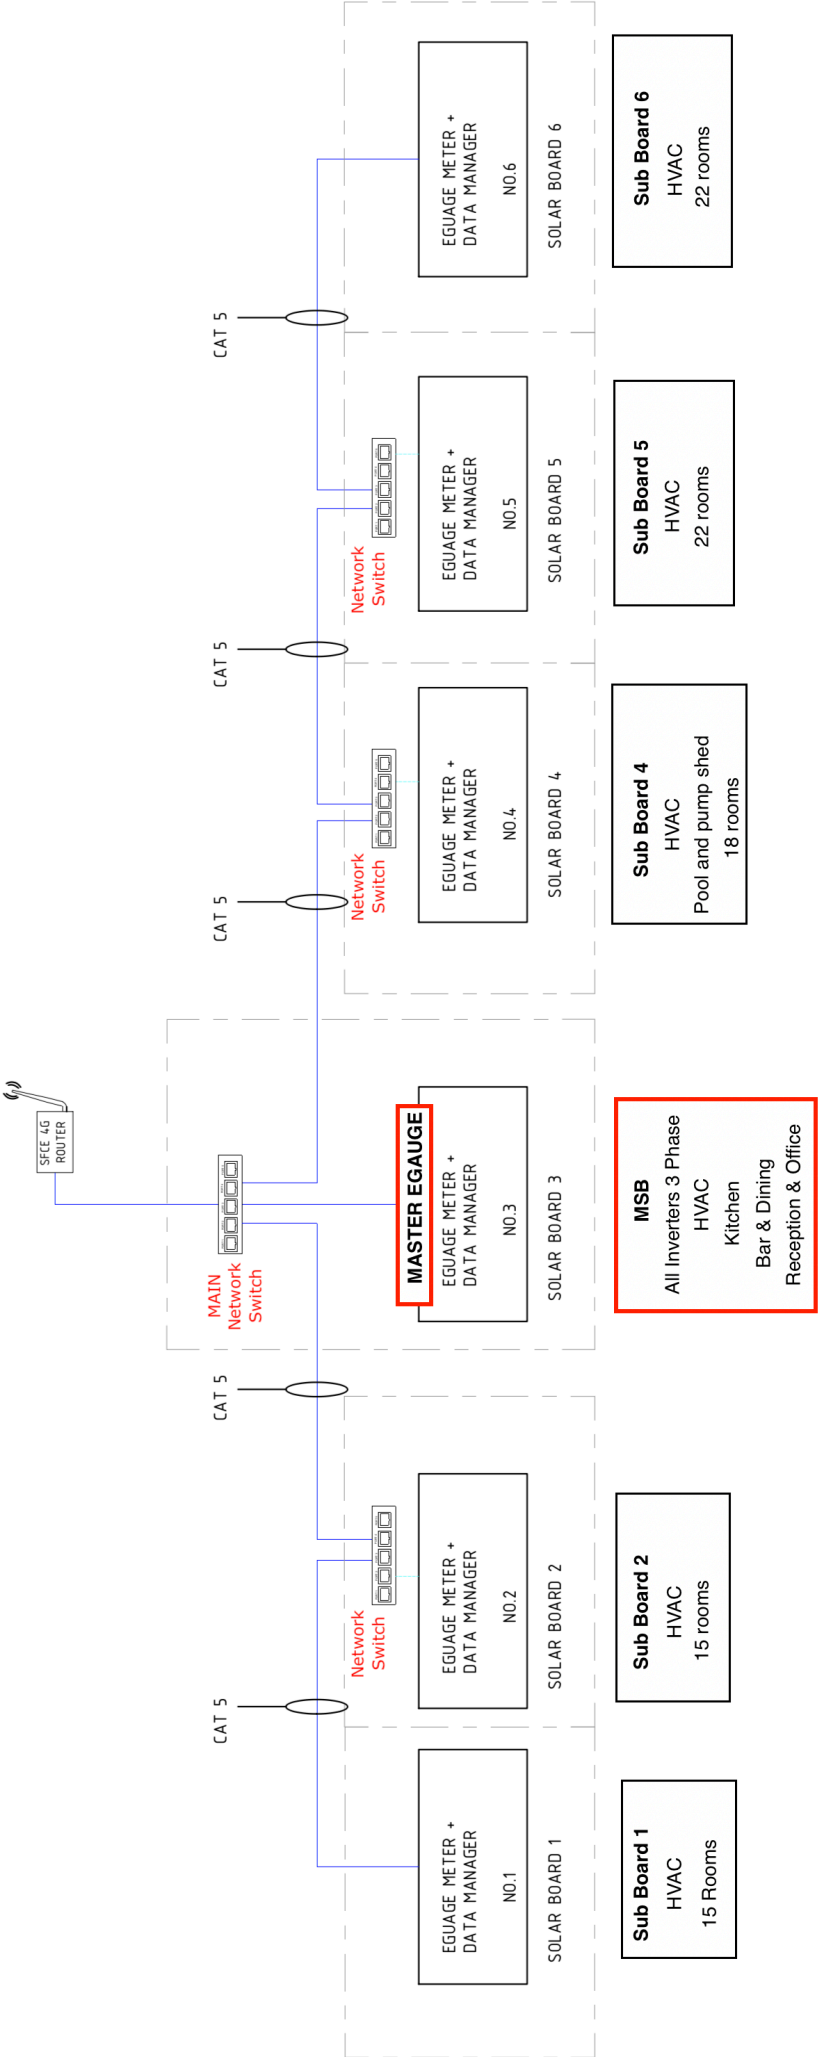 SFCE 4G
ROUTER
MAIN
Network
Switch
CAT 5
CAT 5
CAT 5
CAT 5
CAT 5
Network
Switch
Network
Switch
Network
Switch
EGUAGE METER +
DATA MANAGER
NO.1
SOLAR BOARD 1
EGUAGE METER +
DATA MANAGER
NO.2
SOLAR BOARD 2
MASTER EGAUGE
EGUAGE METER +
DATA MANAGER
NO.3
SOLAR BOARD 3
EGUAGE METER +
DATA MANAGER
NO.4
SOLAR BOARD 4
EGUAGE METER +
DATA MANAGER
NO.5
SOLAR BOARD 5
EGUAGE METER +
DATA MANAGER
NO.6
SOLAR BOARD 6
Sub Board 1
HVAC
15 Rooms
Sub Board 2
HVAC
15 rooms
MSB
All Inverters 3 Phase
HVAC
Kitchen
Bar & Dining
Reception & Office
Sub Board 4
HVAC
Pool and pump shed
18 rooms
Sub Board 5
HVAC
22 rooms
Sub Board 6
HVAC
22 rooms